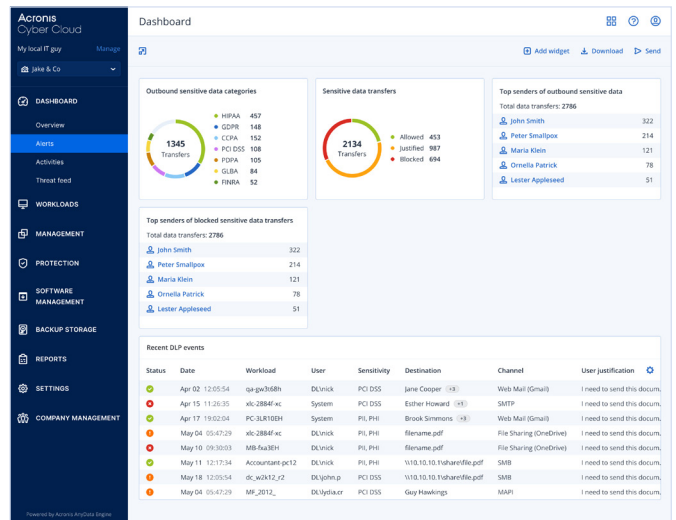 Acronis
Cyber Cloud
My local IT guy Manage
Jake & Co
DASHBOARD
Overview
Alerts
Activities
Threat feed
WORKLOADS
MANAGEMENT
PROTECTION
SOFTWARE
MANAGEMENT
BACKUP STORAGE
REPORTS
SETTINGS
COMPANY MANAGEMENT
Powered by Acronis AnyData Engine
Dashboard
Add widget Download Send
Outbound sensitive data categories
1345
Transfers
HIPAA 457
GDPR 148
CCPA 152
PCI DSS 108
PDPA 105
GLBA 84
FINRA 52
Sensitive data transfers
2134
Transfers
Allowed 453
Justified 987
Blocked 694
Top senders of outbound sensitive data
Total data transfers: 2786
John Smith 322
Peter Smallpox 214
Maria Klein 121
Ornella Patrick 78
Lester Appleseed 51
Top senders of blocked sensitive data transfers
Total data transfers: 2786
John Smith 322
Peter Smallpox 214
Maria Klein 121
Ornella Patrick 78
Lester Appleseed 51
Recent DLP events
Status Date Workload User Sensitivity Destination Channel User justification
Apr 02 12:05:54 qa-gw3t68h DL\nick PCI DSS Jane Cooper +3 Web Mail (Gmail) I need to send this docum.
Apr 15 11:26:35 xlc-2884f-xc System PCI DSS Esther Howard +1 SMTP I need to send this docum.
Apr 17 19:02:04 PC-3LR10EH System PII, PHI Brook Simmons +3 Web Mail (Gmail) I need to send this docum.
May 04 05:47:29 xlc-2884f-xc DL\nick PII, PHI filename.pdf File Sharing (OneDrive) I need to send this docum.
May 10 09:30:03 MB-fxa3EH DL\nick PII, PHI filename.pdf File Sharing (OneDrive) I need to send this docum.
May 11 12:17:34 Accountant-pc12 DL\nick PII, PHI \\10.10.10.1\share\file.pdf SMB I need to send this docum.
May 18 12:05:54 dc_w2k12_r2 DL\john.p PCI DSS \\10.10.10.1\share\file.pdf SMB I need to send this docum.
May 04 05:47:29 MF_2012_ DL\lydia.cr PCI DSS Guy Hawkings MAPI I need to send this docum.